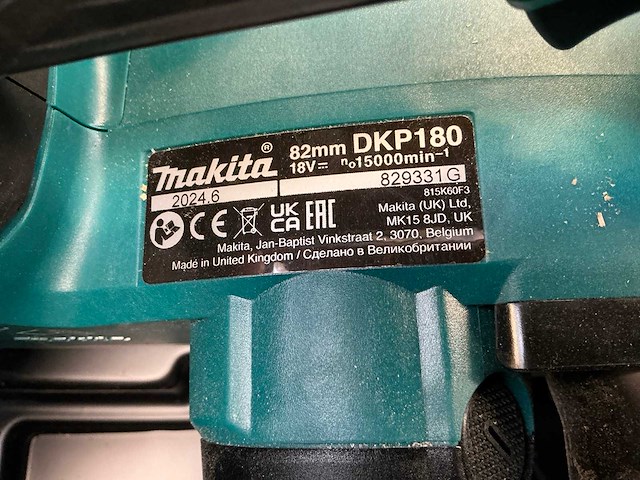 makita® 82mm DKP180
18V⎓ n₀15000min⁻¹
2024.6 829331G
815K60F3
CE UK CA EAC Makita (UK) Ltd,
MK15 8JD, UK
Makita, Jan-Baptist Vinkstraat 2, 3070, Belgium
Made in United Kingdom / Сделано в Великобритании